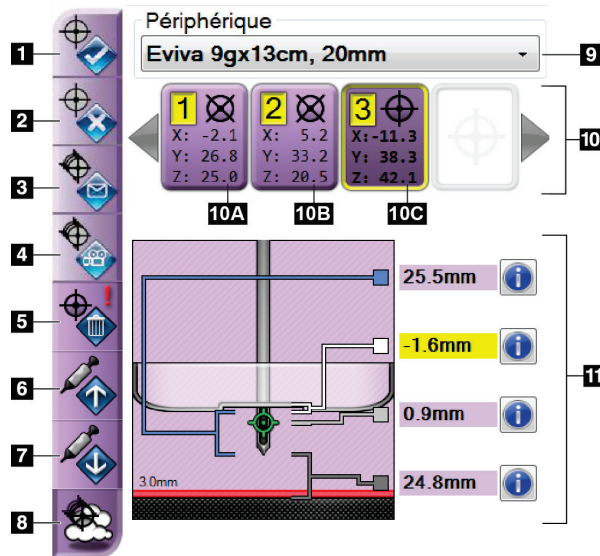 Périphérique
1
Eviva 9gx13cm, 20mm
9
2
1
X: -2.1
Y: 26.8
Z: 25.0
2
X: 5.2
Y: 33.2
Z: 20.5
3
X:-11.3
Y: 38.3
Z: 42.1
10
3
10A
10B
10C
4
25.5mm
5
!
-1.6mm
6
11
0.9mm
7
3.0mm
24.8mm
8